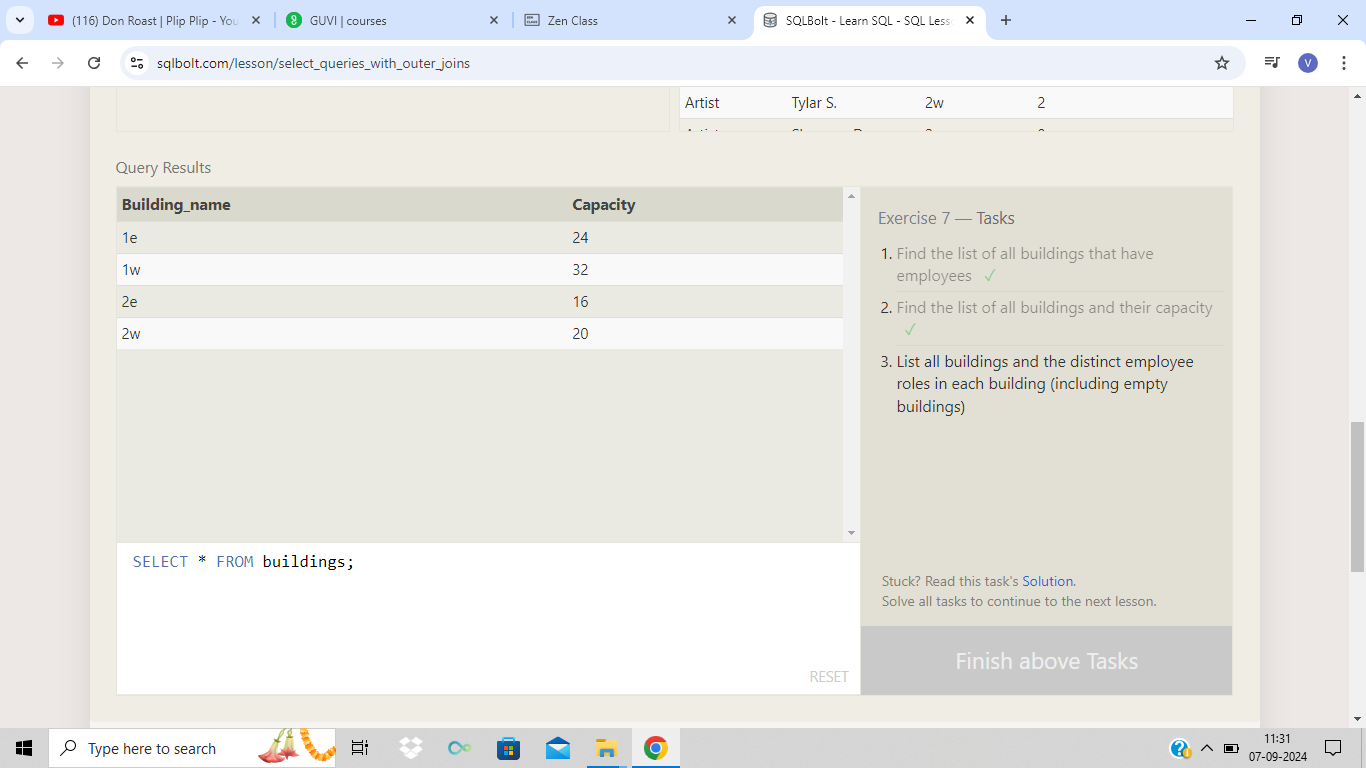 (116) Don Roast | Plip Plip - You
GUVI | courses
Zen Class
SQLBolt - Learn SQL - SQL Less
sqlbolt.com/lesson/select_queries_with_outer_joins
V
Artist Tylar S. 2w 2
Query Results
Building_name Capacity
1e 24
1w 32
2e 16
2w 20
Exercise 7 — Tasks
1. Find the list of all buildings that have
employees ✓
2. Find the list of all buildings and their capacity
✓
3. List all buildings and the distinct employee
roles in each building (including empty
buildings)
SELECT * FROM buildings;
RESET
Stuck? Read this task's Solution.
Solve all tasks to continue to the next lesson.
Finish above Tasks
Type here to search
11:31
07-09-2024